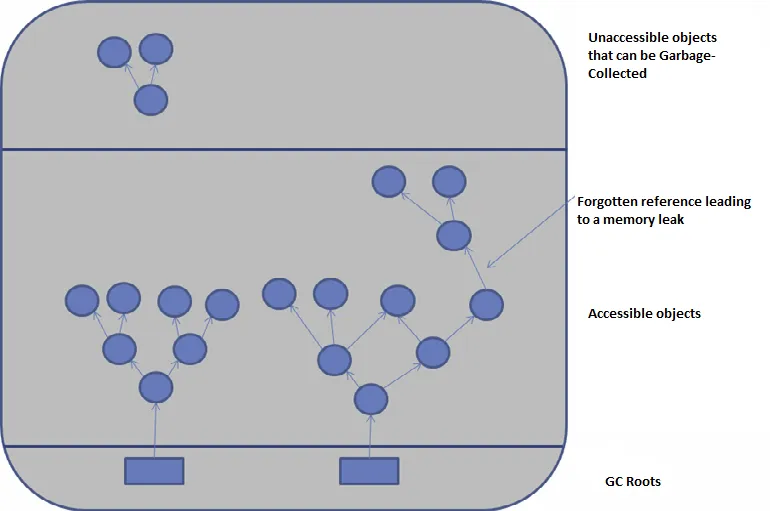 Unaccessible objects
that can be Garbage-
Collected
Forgotten reference leading
to a memory leak
Accessible objects
GC Roots